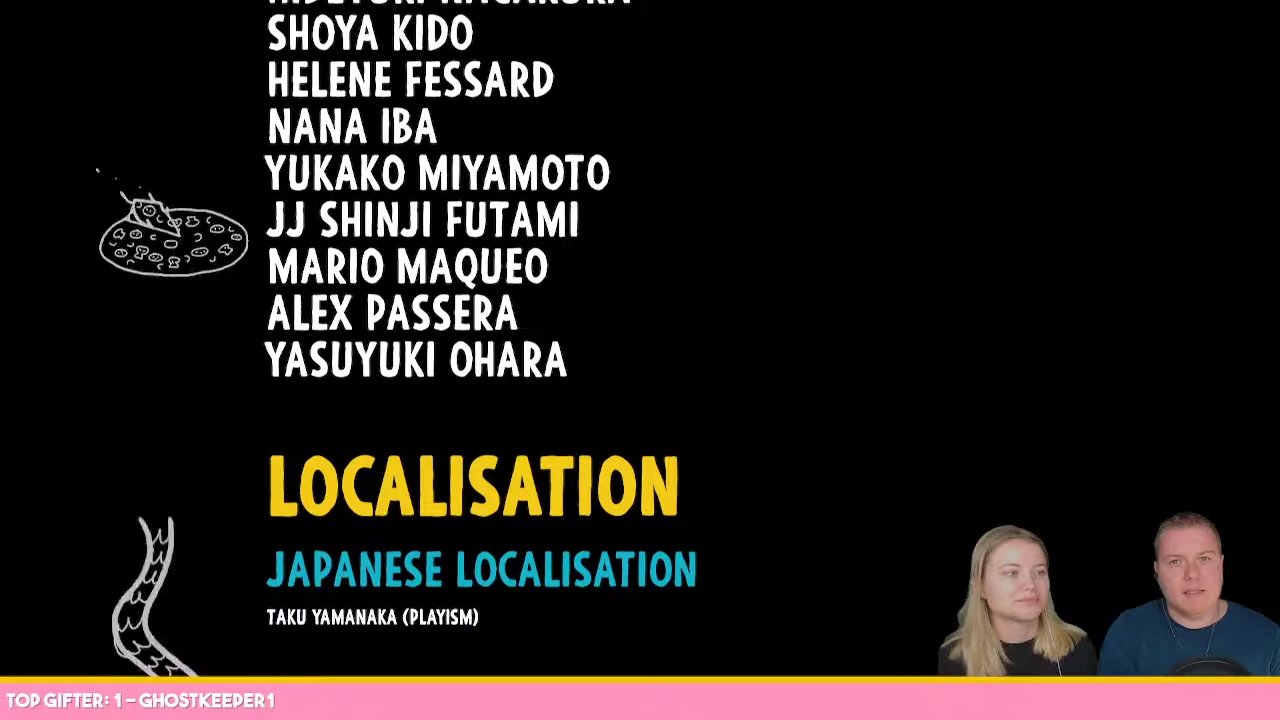 SHOYA KIDO
HELENE FESSARD
NANA IBA
YUKAKO MIYAMOTO
JJ SHINJI FUTAMI
MARIO MAQUEO
ALEX PASSERA
YASUYUKI OHARA
LOCALISATION
JAPANESE LOCALISATION
TAKU YAMANAKA (PLAYISM)
TOP GIFTER: 1 - GHOSTKEEPER1